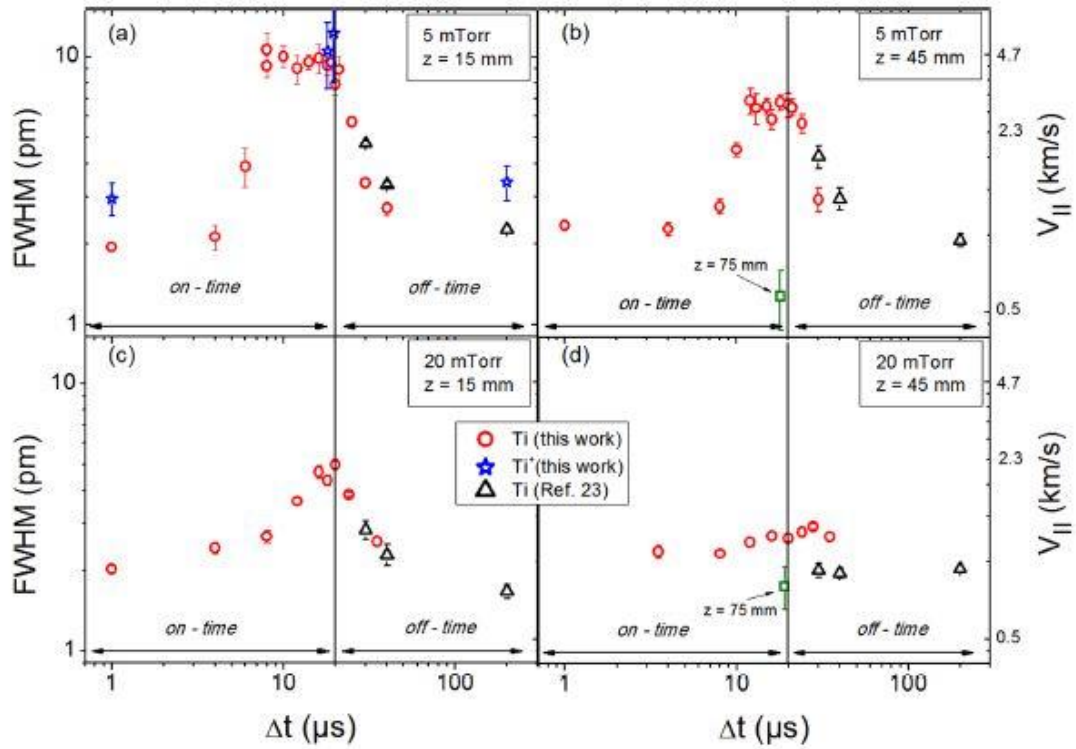 (a)
5 mTorr
z = 15 mm
(b)
5 mTorr
z = 45 mm
10
1
FWHM (pm)
4.7
2.3
0.5
V|| (km/s)
z = 75 mm
on - time
off - time
on - time
off - time
(c)
20 mTorr
z = 15 mm
(d)
20 mTorr
z = 45 mm
10
1
FWHM (pm)
4.7
2.3
0.5
V|| (km/s)
Ti (this work)
Ti⁺(this work)
Ti (Ref. 23)
z = 75 mm
on - time
off - time
on - time
off - time
1
10
100
1
10
100
Δt (μs)
Δt (μs)